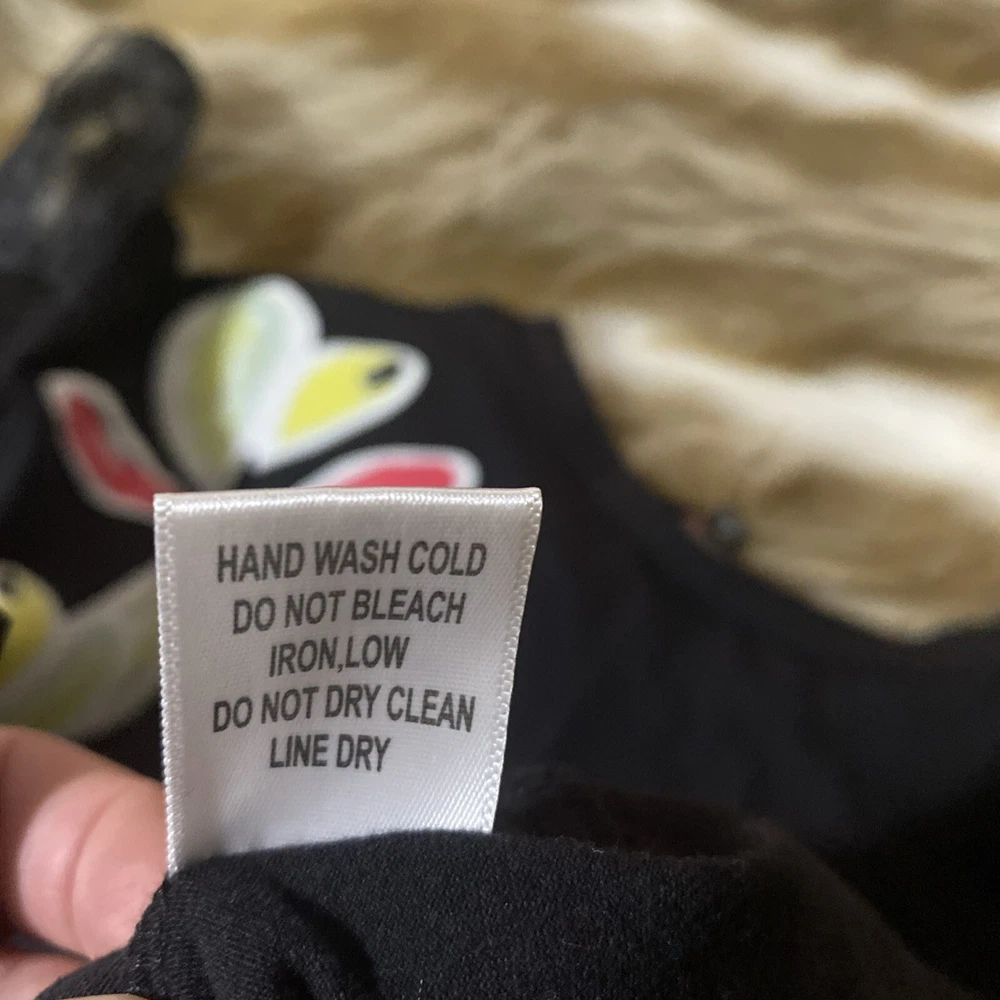 HAND WASH COLD
DO NOT BLEACH
IRON,LOW
DO NOT DRY CLEAN
LINE DRY